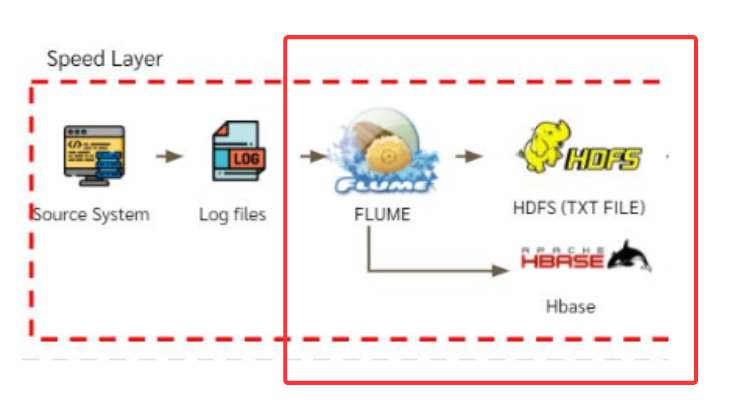 Speed Layer
</>
LOG
FLUME
HDFS
Source System
Log files
FLUME
HDFS (TXT FILE)
APACHE
HBASE
Hbase